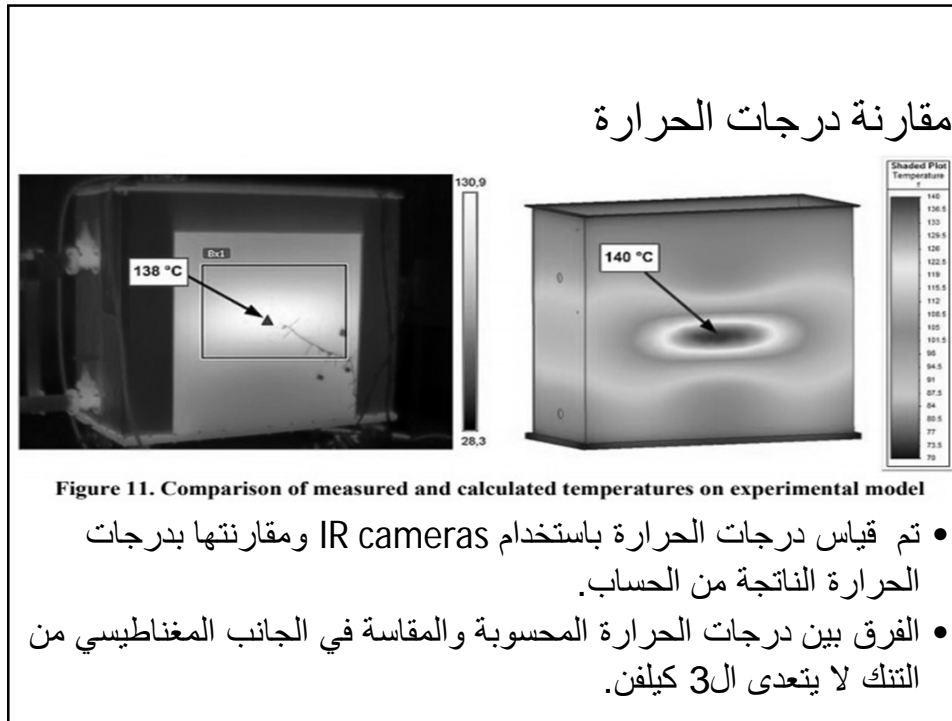 مقارنة درجات الحرارة
130,9
Bx1
138 °C
28,3
140 °C
Shaded Plot
Temperature
140
136.5
133
129.5
126
122.5
119
115.5
112
108.5
105
101.5
98
94.5
91
87.5
84
80.5
77
73.5
70
Figure 11. Comparison of measured and calculated temperatures on experimental model
• تم قياس درجات الحرارة باستخدام IR cameras ومقارنتها بدرجات
الحرارة الناتجة من الحساب.
• الفرق بين درجات الحرارة المحسوبة والمقاسة في الجانب المغناطيسي من
التنك لا يتعدى ال3 كيلفن.